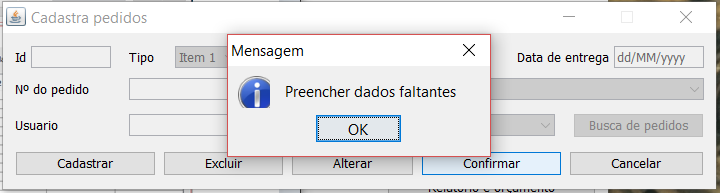 Cadastra pedidos
Mensagem
Preencher dados faltantes
OK
Id
Tipo
Item 1
Data de entrega
dd/MM/yyyy
Nº do pedido
Usuario
Busca de pedidos
Cadastrar
Excluir
Alterar
Confirmar
Cancelar